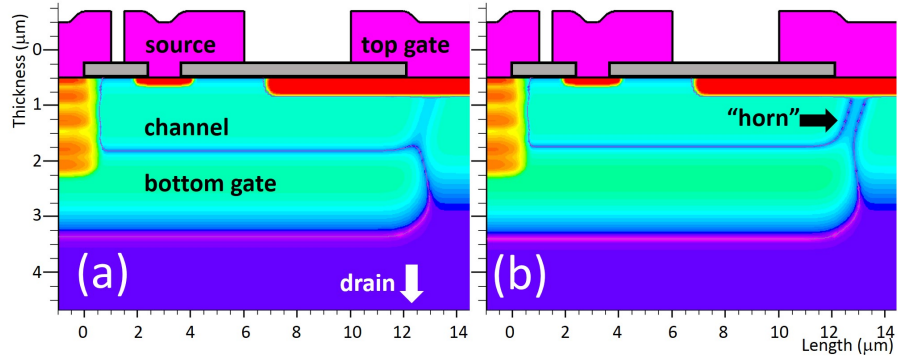 Thickness (μm)
0
1
2
3
4
source
top gate
channel
bottom gate
(a)
drain
0 2 4 6 8 10 12 14
"horn"
(b)
0 2 4 6 8 10 12 14
Length (μm)